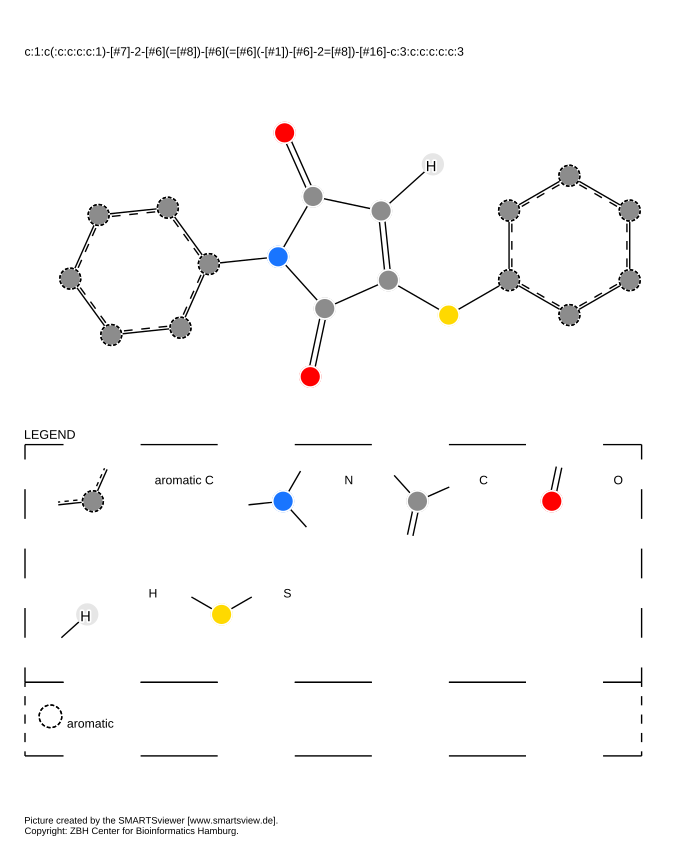 c:1:c(:c:c:c:c:1)-[#7]-2-[#6](=[#8])-[#6](=[#6](-[#1])-[#6]-2=[#8])-[#16]-c:3:c:c:c:c:c:3
H
LEGEND
aromatic C
N
C
O
H
H
S
aromatic
Picture created by the SMARTSviewer [www.smartsview.de].
Copyright: ZBH Center for Bioinformatics Hamburg.